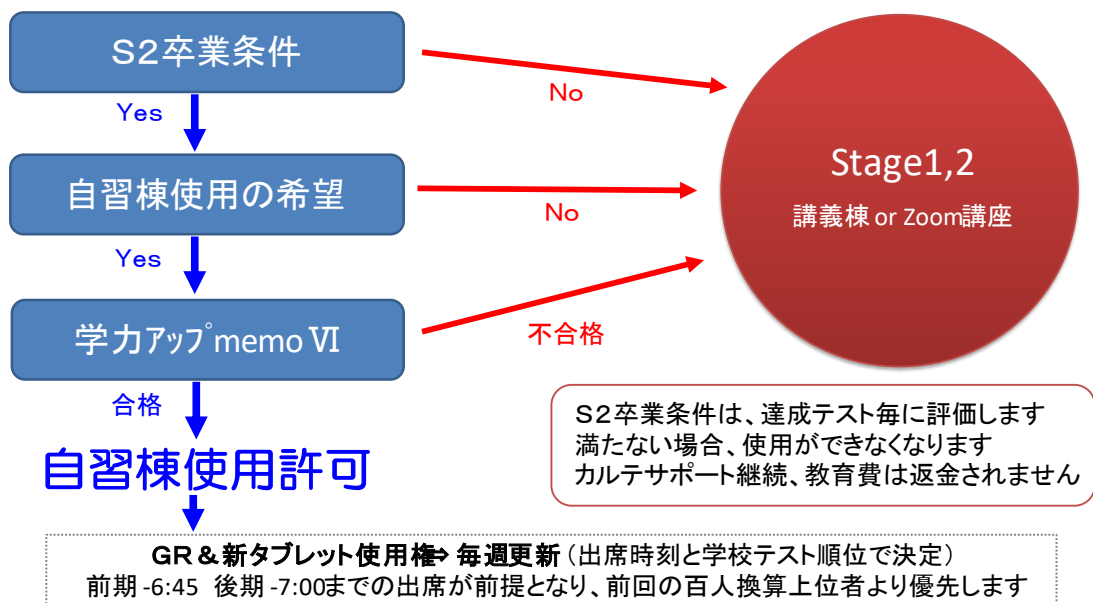 S2卒業条件
No
Yes
Stage1,2
自習棟使用の希望
講義棟 or Zoom講座
No
Yes
学力アップmemo Ⅵ
不合格
合格
S2卒業条件は、達成テスト毎に評価します
満たない場合、使用ができなくなります
カルテサポート継続、教育費は返金されません
自習棟使用許可
GR&新タブレット使用権⇒ 毎週更新（出席時刻と学校テスト順位で決定）
前期 -6:45 後期 -7:00までの出席が前提となり、前回の百人換算上位者より優先します